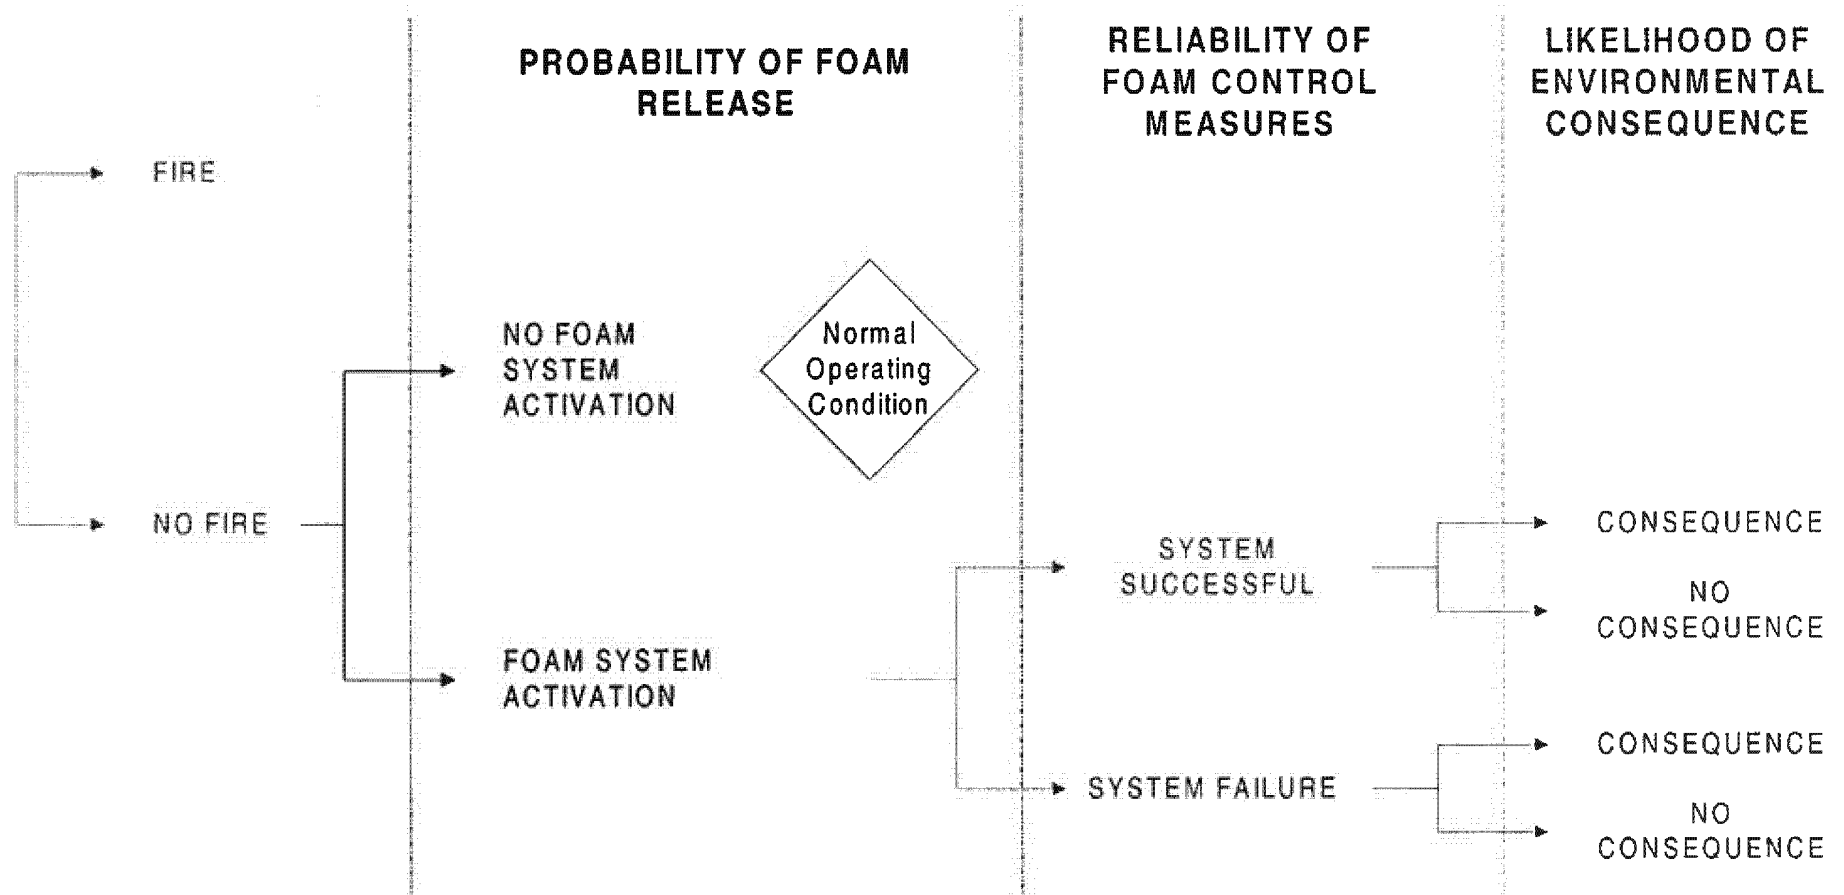 PROBABILITY OF FOAM
RELEASE
RELIABILITY OF
FOAM CONTROL
MEASURES
LIKELIHOOD OF
ENVIRONMENTAL
CONSEQUENCE
FIRE
NO FOAM
SYSTEM
ACTIVATION
Normal
Operating
Condition
NO FIRE
SYSTEM
SUCCESSFUL
CONSEQUENCE
NO
CONSEQUENCE
FOAM SYSTEM
ACTIVATION
SYSTEM FAILURE
CONSEQUENCE
NO
CONSEQUENCE